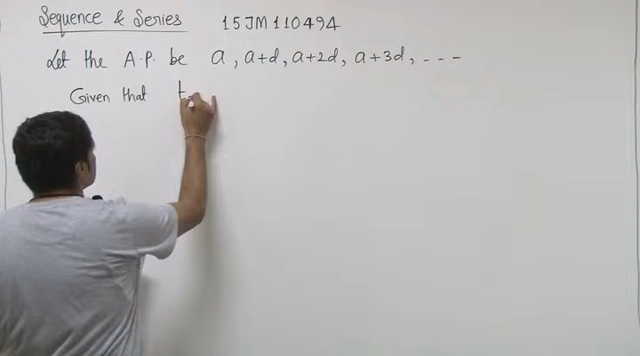 Sequence & Series 15JM110494
Let the A.P. be a, a+d, a+2d, a+3d, ---
Given that t